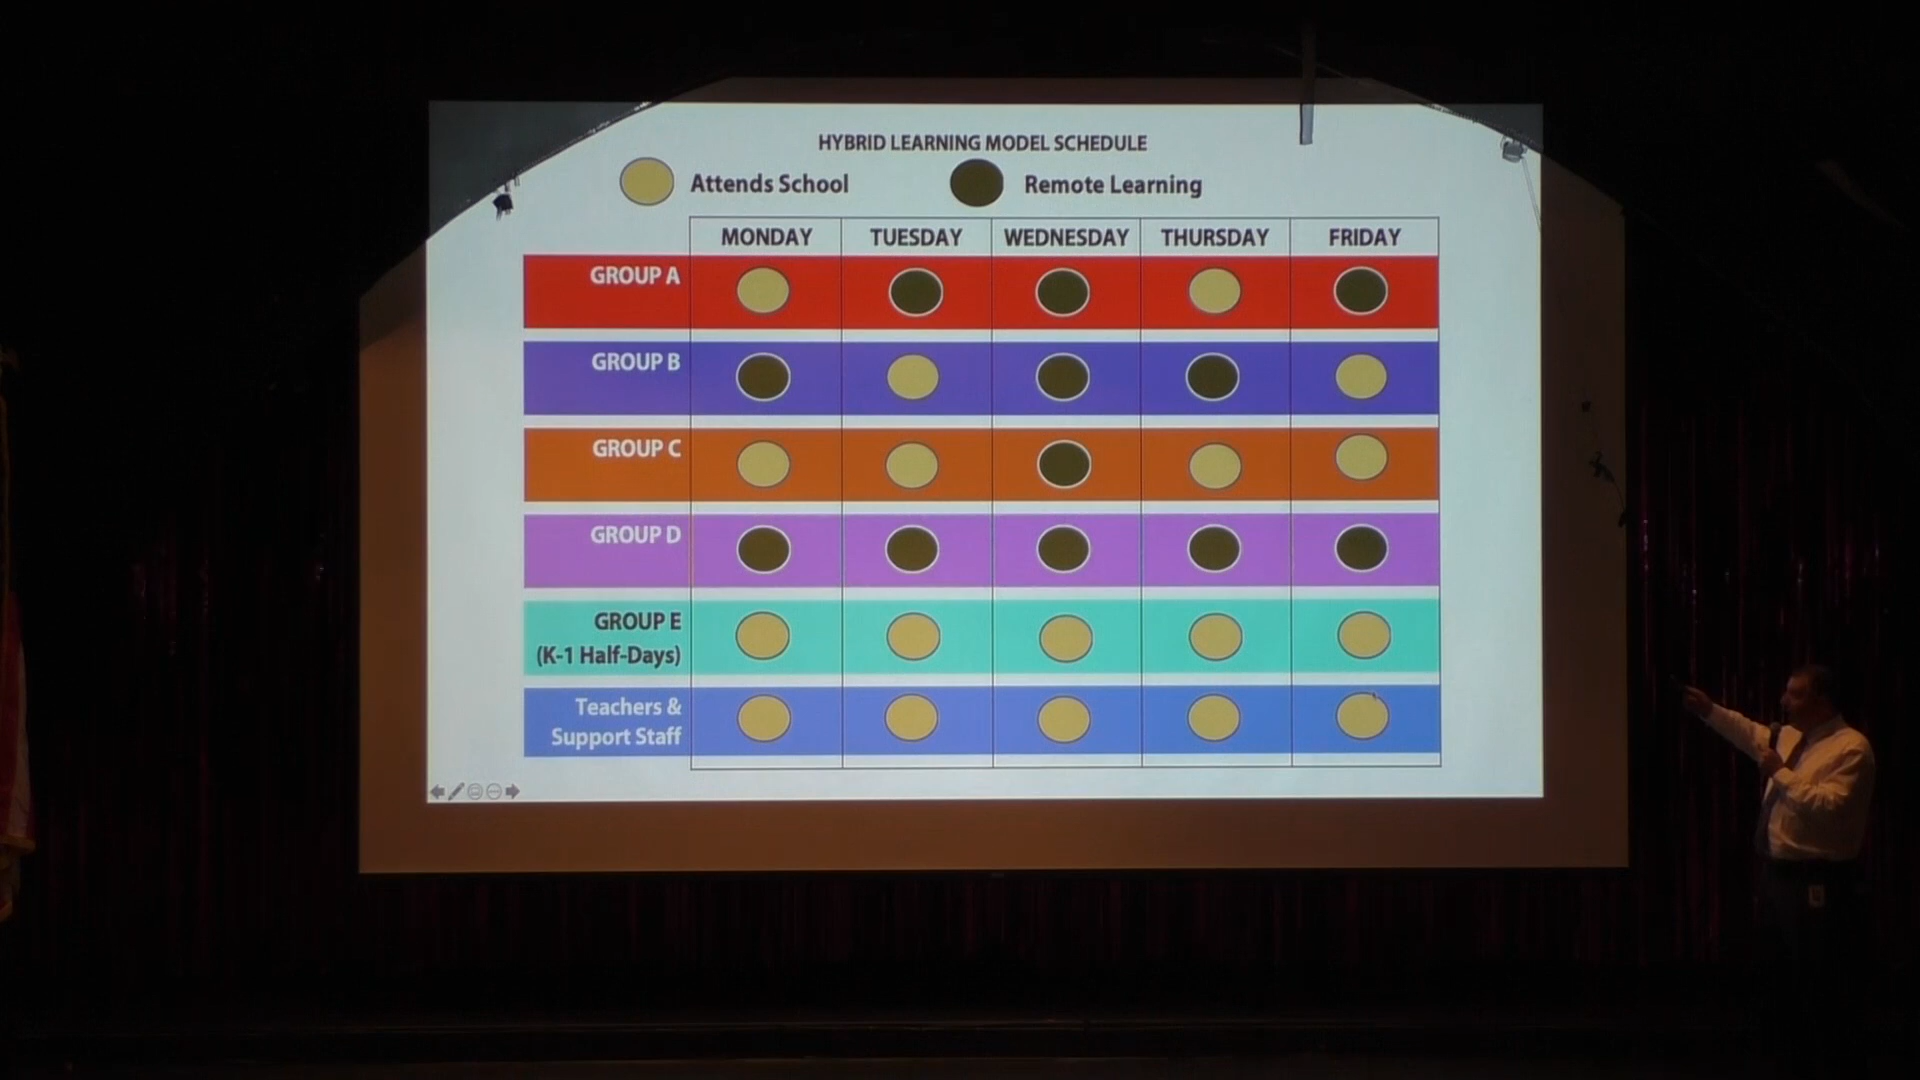 HYBRID LEARNING MODEL SCHEDULE
Attends School Remote Learning
MONDAY TUESDAY WEDNESDAY THURSDAY FRIDAY
GROUP A
GROUP B
GROUP C
GROUP D
GROUP E
(K-1 Half-Days)
Teachers &
Support Staff